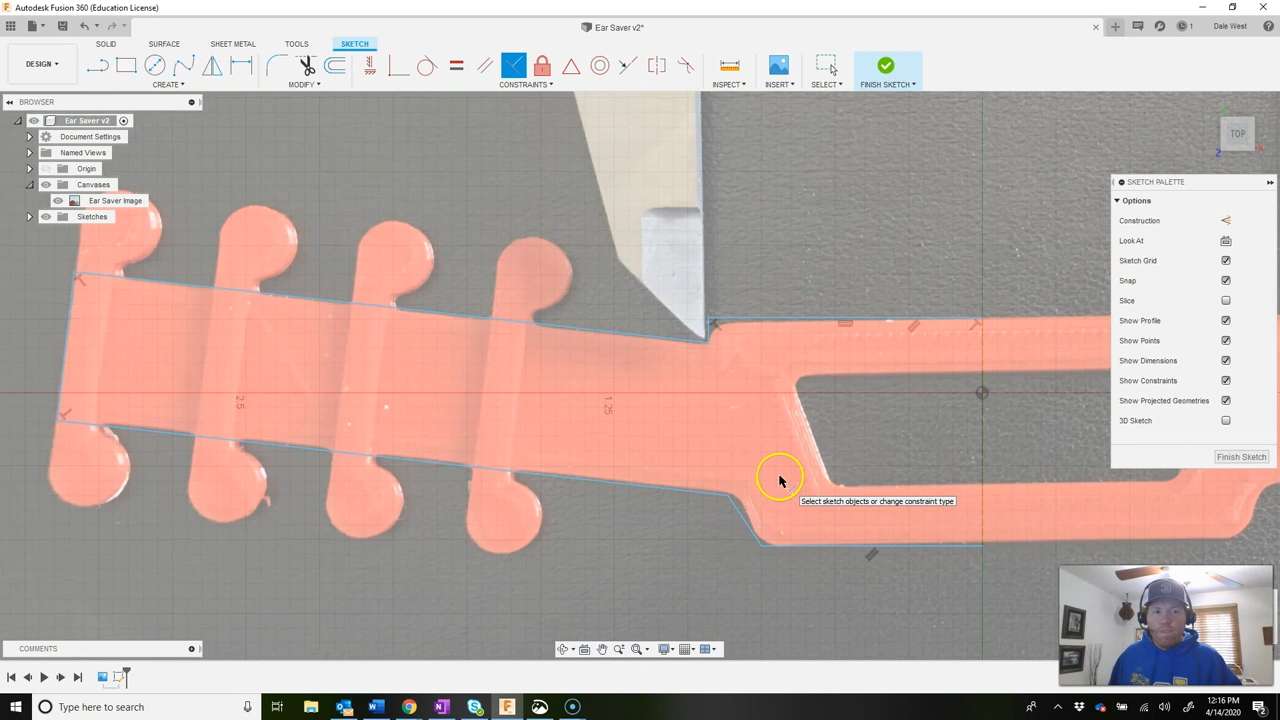 Autodesk Fusion 360 (Education License)
Ear Saver v2*
Dale West
SOLID
SURFACE
SHEET METAL
TOOLS
SKETCH
DESIGN
CREATE
MODIFY
CONSTRAINTS
INSPECT
INSERT
SELECT
FINISH SKETCH
BROWSER
Ear Saver v2
Document Settings
Named Views
Origin
Canvases
Ear Saver Image
Sketches
TOP
Z
X
SKETCH PALETTE
Options
Construction
Look At
Sketch Grid
Snap
Slice
Show Profile
Show Points
Show Dimensions
Show Constraints
Show Projected Geometries
3D Sketch
Finish Sketch
2.5
1.25
Select sketch objects or change constraint type
COMMENTS
Type here to search
12:16 PM
4/14/2020